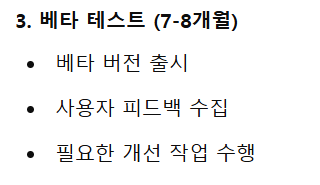 3. 베타 테스트 (7-8개월)
• 베타 버전 출시
• 사용자 피드백 수집
• 필요한 개선 작업 수행